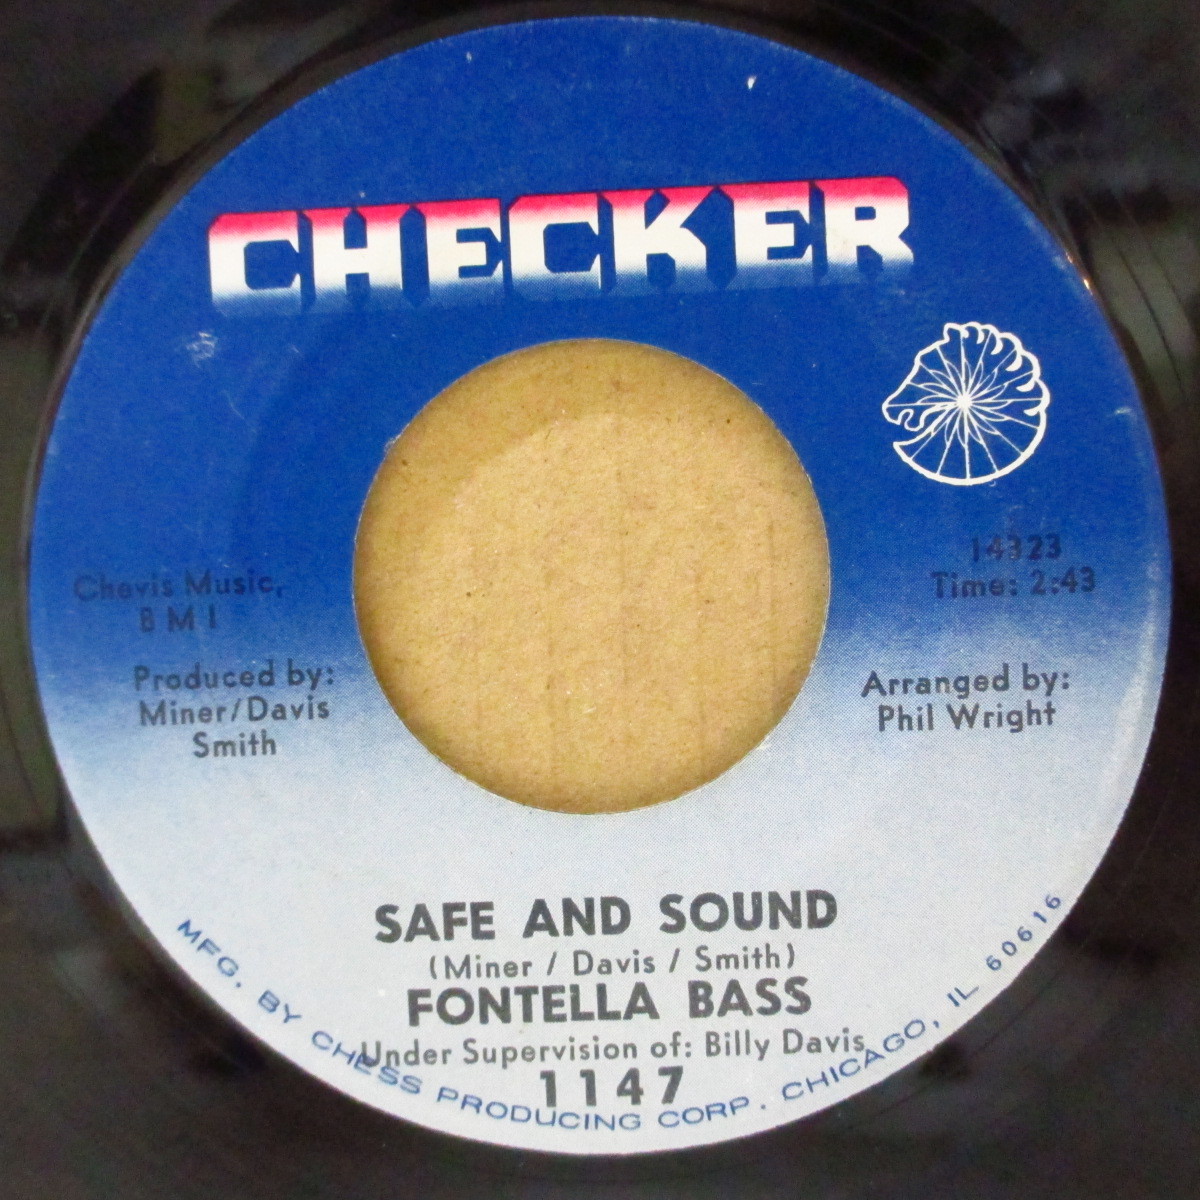 CHECKER
14323
Time: 2:43
Chevis Music,
BMI
Produced by:
Miner/Davis
Smith
Arranged by:
Phil Wright
SAFE AND SOUND
(Miner / Davis / Smith)
FONTELLA BASS
Under Supervision of: Billy Davis
1147
MFG. BY CHESS PRODUCING CORP. CHICAGO, IL 60616